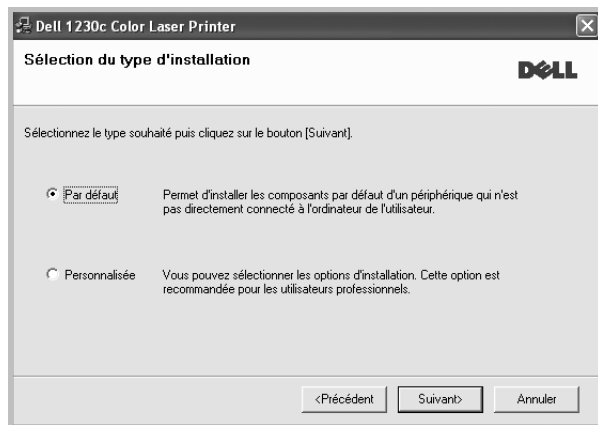 Dell 1230c Color Laser Printer
Sélection du type d'installation
DELL
Sélectionnez le type souhaité puis cliquez sur le bouton [Suivant].
Par défaut
Permet d'installer les composants par défaut d'un périphérique qui n'est
pas directement connecté à l'ordinateur de l'utilisateur.
Personnalisée
Vous pouvez sélectionner les options d'installation. Cette option est
recommandée pour les utilisateurs professionnels.
<Précédent Suivant> Annuler